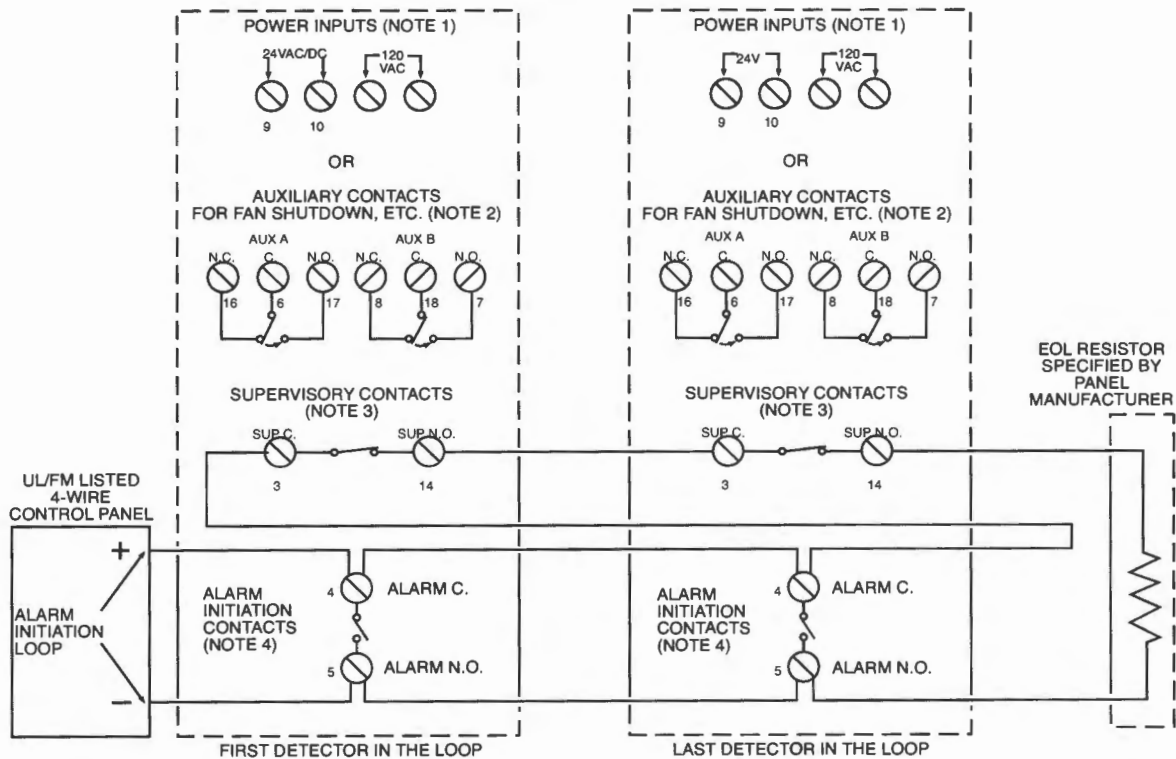 POWER INPUTS (NOTE 1)
24VAC/DC
120
VAC
9
10
OR
AUXILIARY CONTACTS
FOR FAN SHUTDOWN, ETC. (NOTE 2)
AUX A
AUX B
N.C.
C.
N.O.
N.C.
C.
N.O.
16
6
17
8
18
7
SUPERVISORY CONTACTS
(NOTE 3)
SUP C.
SUP N.O.
3
14
POWER INPUTS (NOTE 1)
24V
120
VAC
9
10
OR
AUXILIARY CONTACTS
FOR FAN SHUTDOWN, ETC. (NOTE 2)
AUX A
AUX B
N.C.
C.
N.O.
N.C.
C.
N.O.
16
6
17
8
18
7
SUPERVISORY CONTACTS
(NOTE 3)
SUP C.
SUP N.O.
3
14
EOL RESISTOR
SPECIFIED BY
PANEL
MANUFACTURER
UL/FM LISTED
4-WIRE
CONTROL PANEL
+
ALARM
INITIATION
LOOP
–
ALARM
INITIATION
CONTACTS
(NOTE 4)
4
ALARM C.
5
ALARM N.O.
ALARM
INITIATION
CONTACTS
(NOTE 4)
4
ALARM C.
5
ALARM N.O.
FIRST DETECTOR IN THE LOOP
LAST DETECTOR IN THE LOOP